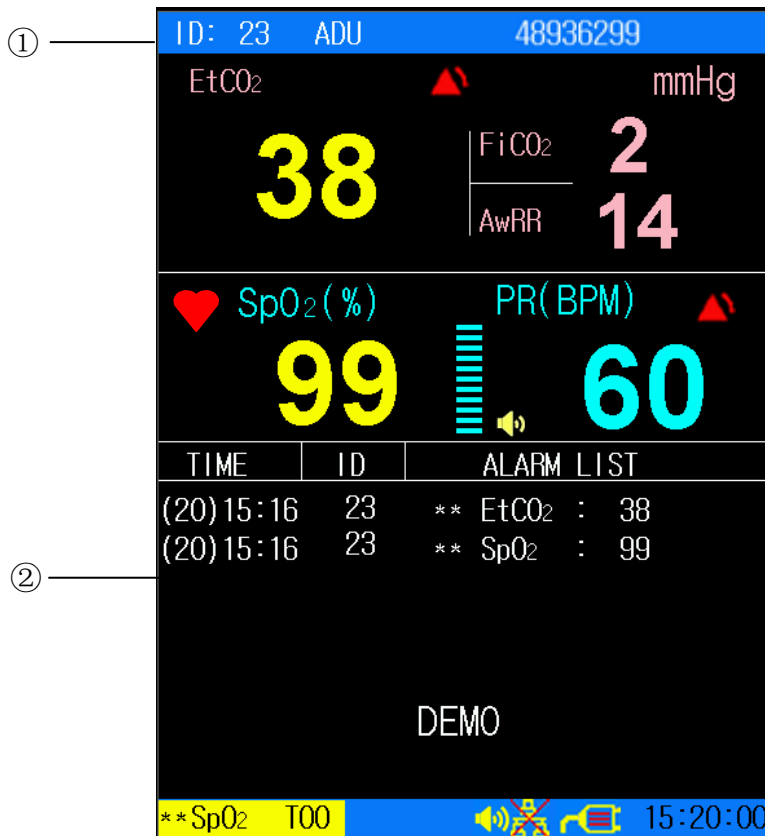 ① ID: 23 ADU 48936299
EtCO₂ mmHg
38 FiCO₂ 2
AwRR 14
SpO₂(%) PR(BPM)
99 60
TIME ID ALARM LIST
(20)15:16 23 ** EtCO₂ : 38
(20)15:16 23 ** SpO₂ : 99
②
DEMO
**SpO₂ TOO 15:20:00